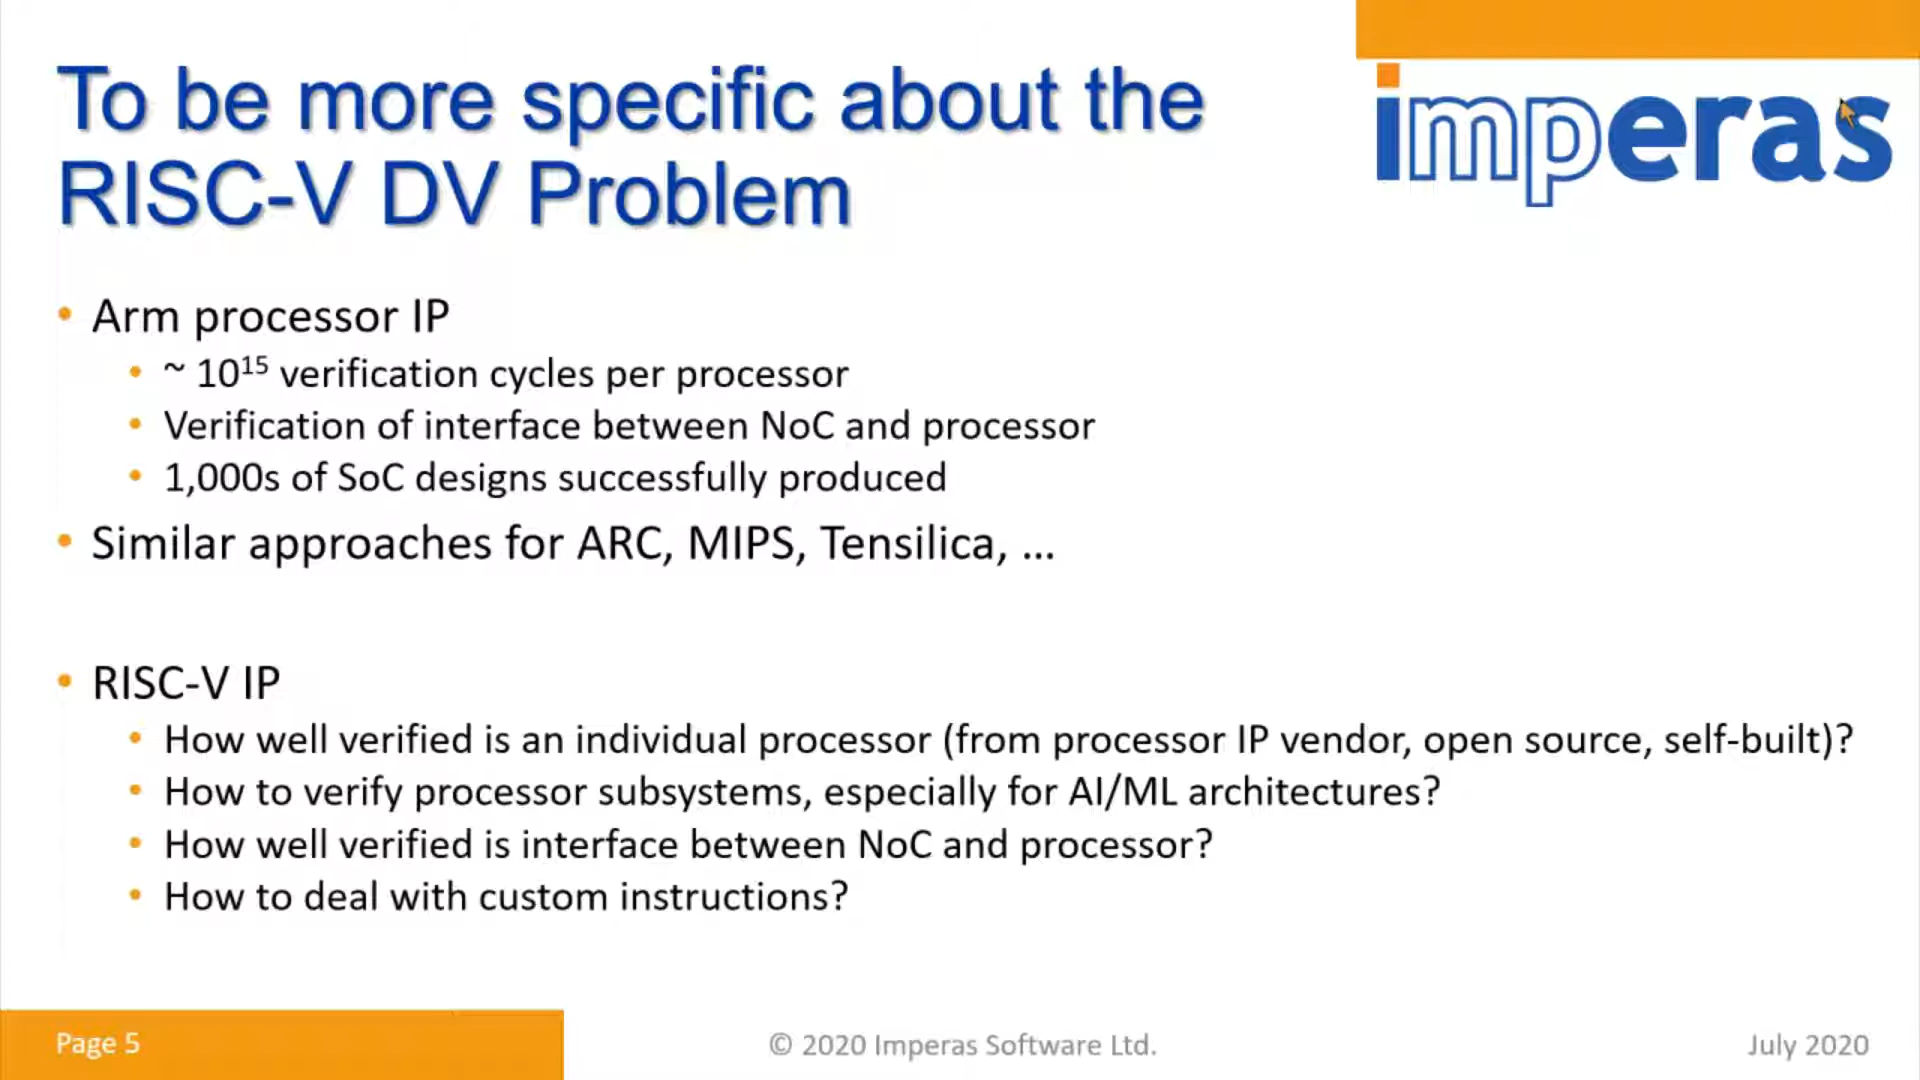 To be more specific about the
RISC-V DV Problem
imperas
• Arm processor IP
• ~ 10¹⁵ verification cycles per processor
• Verification of interface between NoC and processor
• 1,000s of SoC designs successfully produced
• Similar approaches for ARC, MIPS, Tensilica, ...
• RISC-V IP
• How well verified is an individual processor (from processor IP vendor, open source, self-built)?
• How to verify processor subsystems, especially for AI/ML architectures?
• How well verified is interface between NoC and processor?
• How to deal with custom instructions?
Page 5
© 2020 Imperas Software Ltd.
July 2020